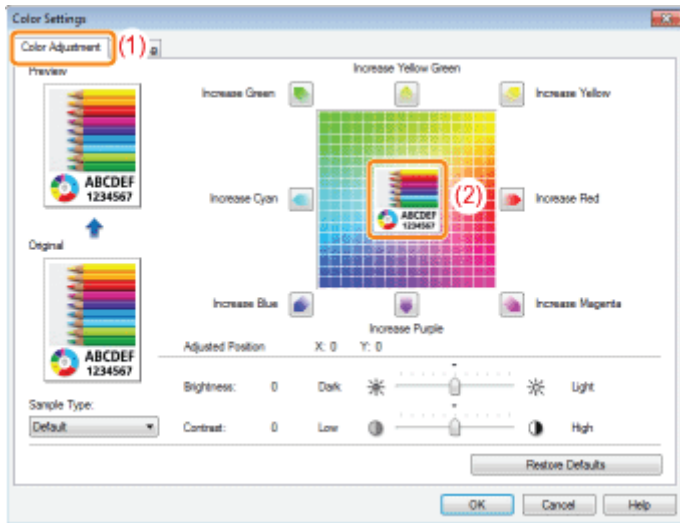 Color Settings
Color Adjustment
(1)
Preview
Increase Yellow Green
Increase Green
Increase Yellow
ABCDEF
1234567
Increase Cyan
ABCDEF
1234567
(2)
Increase Red
Original
Increase Blue
Increase Magenta
Increase Purple
ABCDEF
1234567
Adjusted Position X: 0 Y: 0
Brightness: 0 Dark Light
Sample Type:
Default
Contrast: 0 Low High
Restore Defaults
OK Cancel Help